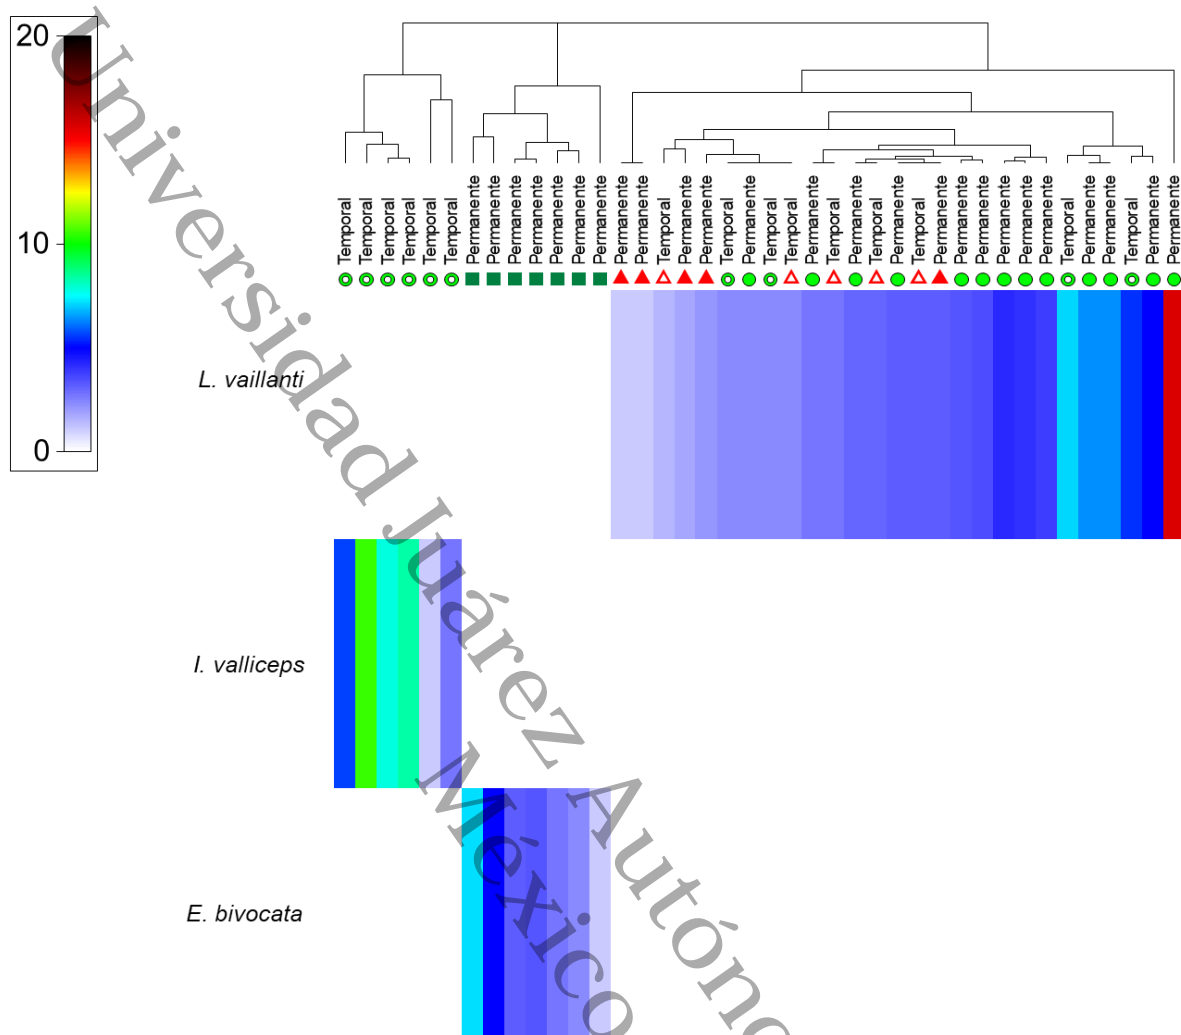 20
10
0
Temporal
Temporal
Temporal
Temporal
Temporal
Temporal
Permanente
Permanente
Permanente
Permanente
Permanente
Permanente
Permanente
Permanente
Permanente
Temporal
Permanente
Permanente
Temporal
Permanente
Temporal
Temporal
Permanente
Temporal
Permanente
Temporal
Permanente
Temporal
Permanente
Permanente
Permanente
Permanente
Permanente
Permanente
Temporal
Permanente
Permanente
Temporal
Permanente
Permanente
L. vaillanti
I. valliceps
E. bivocata
Universidad Juárez Autóno
México